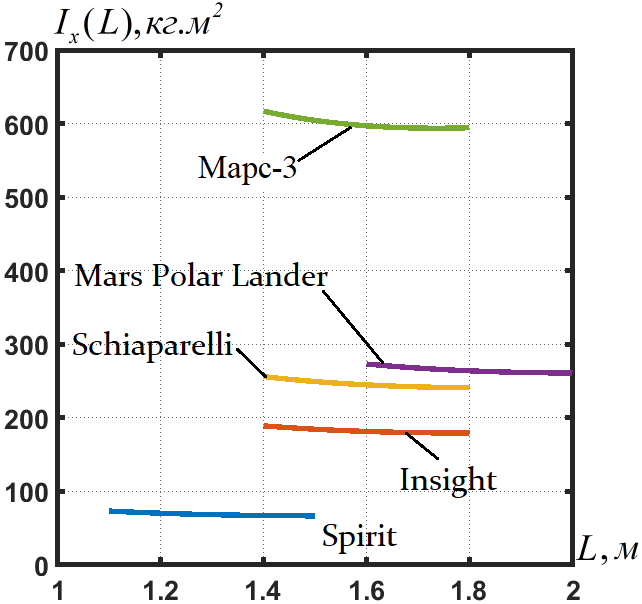 Iₓ(L), кг.м²
700
600
Марс-3
500
400
Mars Polar Lander
Schiaparelli
300
200
Insight
100
Spirit
0
L, м
1 1.2 1.4 1.6 1.8 2